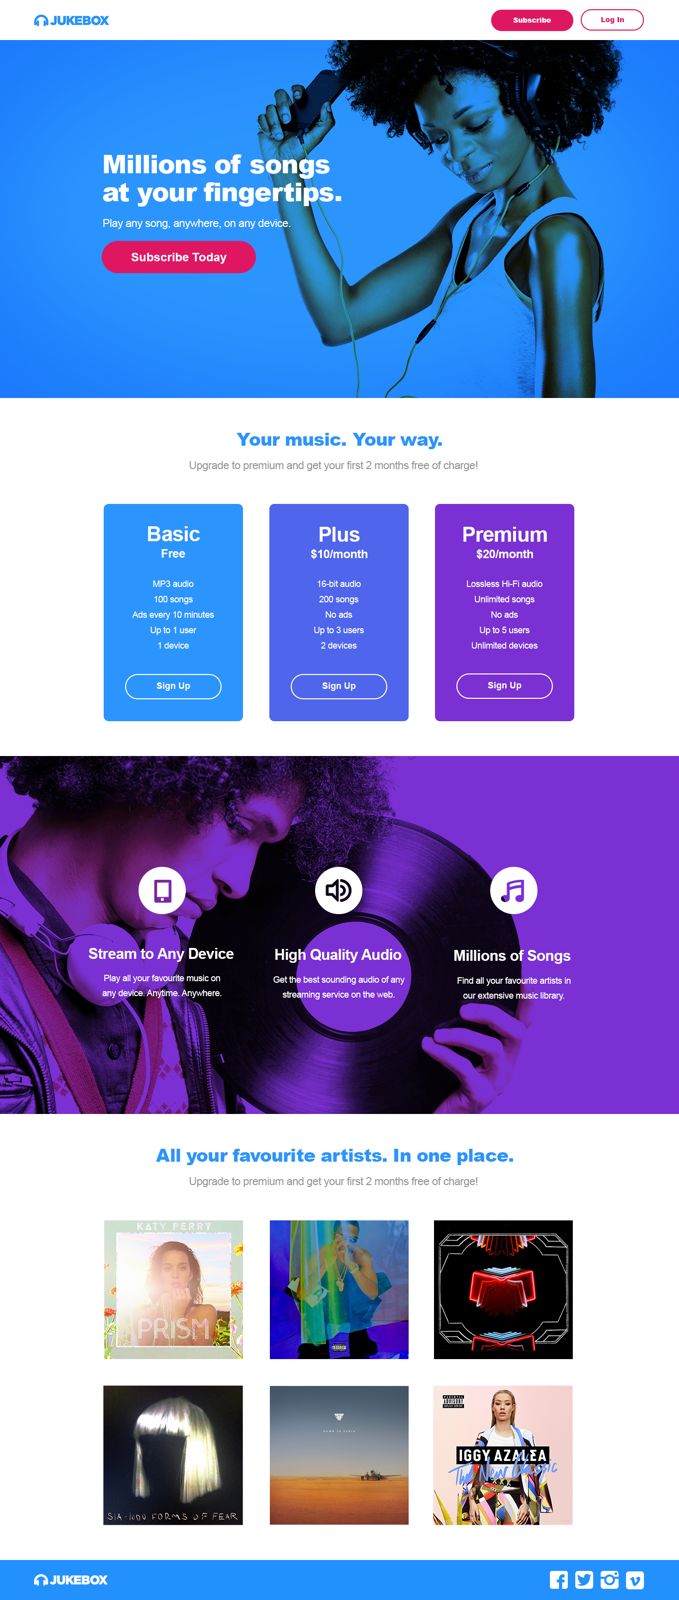 JUKEBOX
Subscribe
Log In
Millions of songs
at your fingertips.
Play any song, anywhere, on any device.
Subscribe Today
Your music. Your way.
Upgrade to premium and get your first 2 months free of charge!
Basic
Free
MP3 audio
100 songs
Ads every 10 minutes
Up to 1 user
1 device
Sign Up
Plus
$10/month
16-bit audio
200 songs
No ads
Up to 3 users
2 devices
Sign Up
Premium
$20/month
Lossless Hi-Fi audio
Unlimited songs
No ads
Up to 5 users
Unlimited devices
Sign Up
Stream to Any Device
Play all your favourite music on
any device. Anytime. Anywhere.
High Quality Audio
Get the best sounding audio of any
streaming service on the web.
Millions of Songs
Find all your favourite artists in
our extensive music library.
All your favourite artists. In one place.
Upgrade to premium and get your first 2 months free of charge!
KATY PERRY
PRISM
SIA-1000 FORMS OF FEAR
PARENTAL
ADVISORY
IGGY AZALEA
The New Classic
JUKEBOX